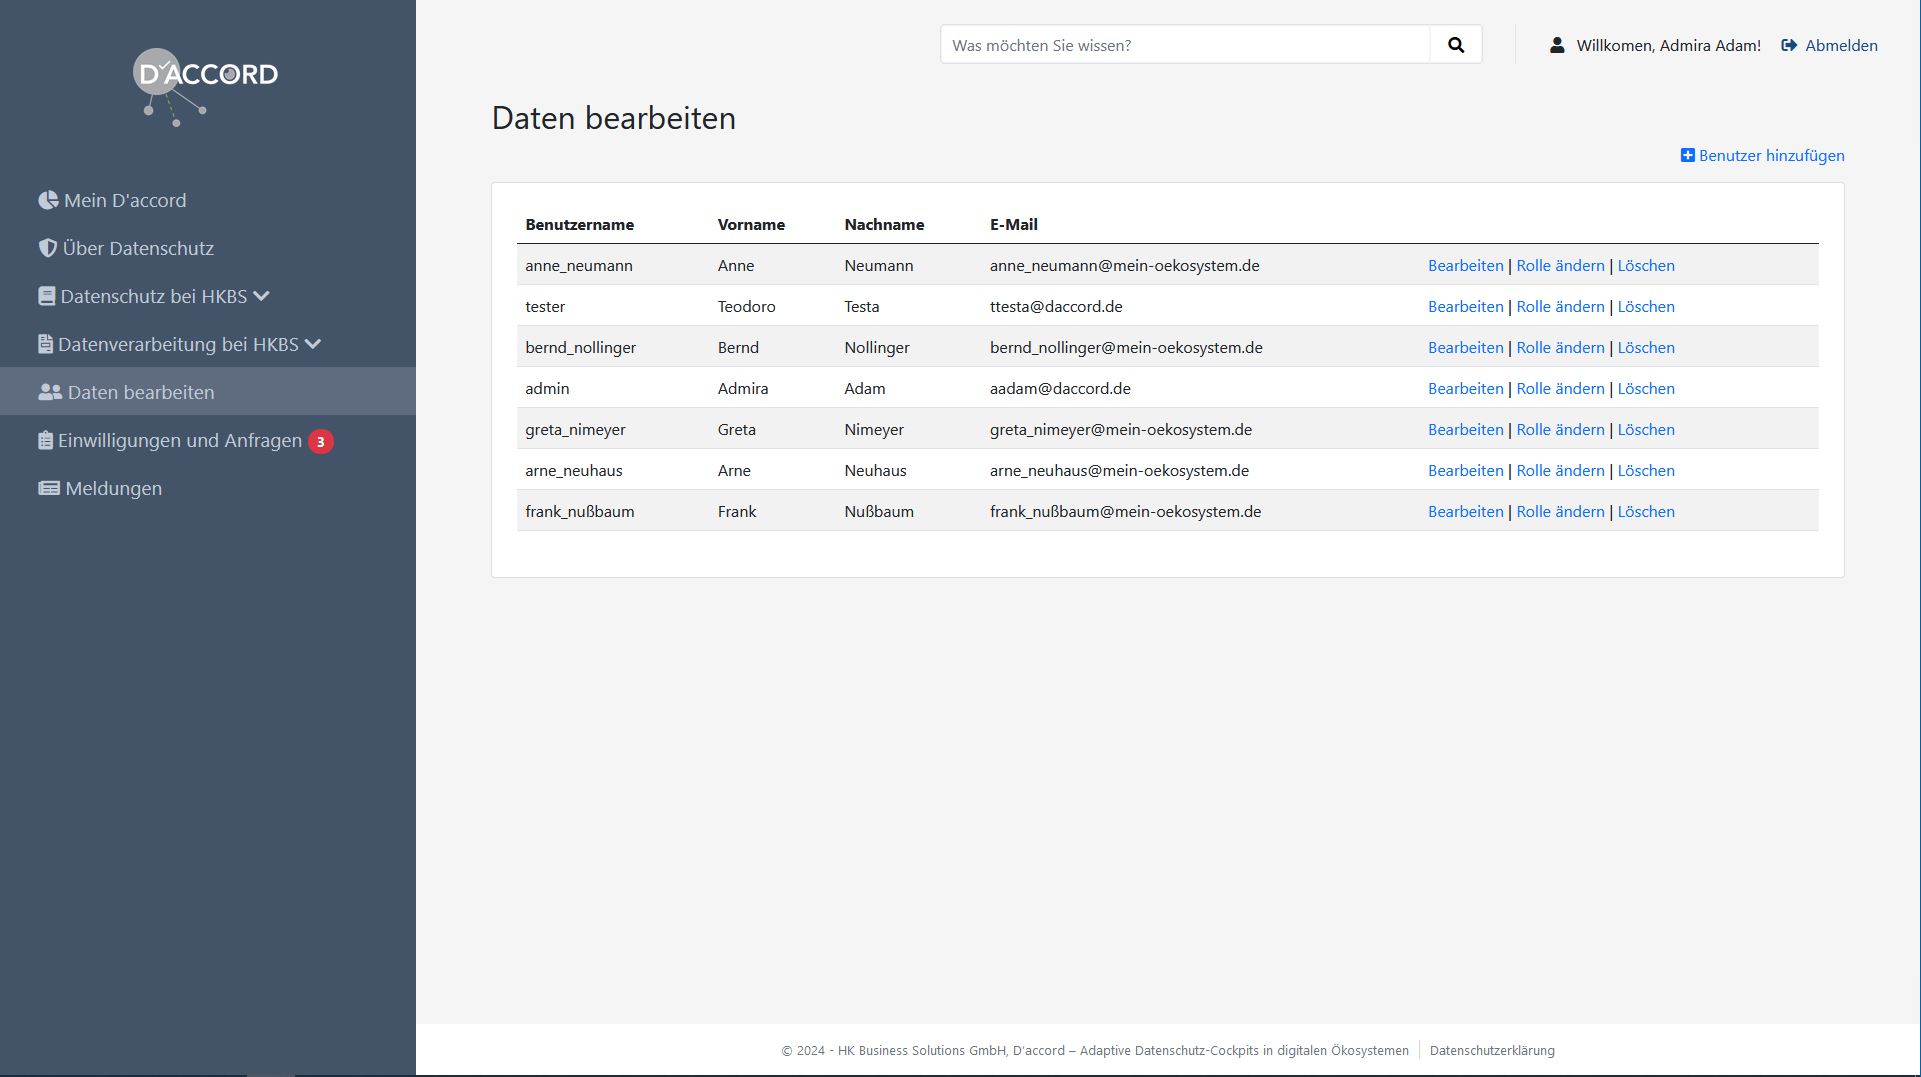 Was möchten Sie wissen?
Willkomen, Admira Adam!
Abmelden
D'ACCORD
Mein D'accord
Über Datenschutz
Datenschutz bei HKBS
Datenverarbeitung bei HKBS
Daten bearbeiten
Einwilligungen und Anfragen 3
Meldungen
Daten bearbeiten
Benutzer hinzufügen
Benutzername Vorname Nachname E-Mail
anne_neumann Anne Neumann anne_neumann@mein-oekosystem.de Bearbeiten | Rolle ändern | Löschen
tester Teodoro Testa ttesta@daccord.de Bearbeiten | Rolle ändern | Löschen
bernd_nollinger Bernd Nollinger bernd_nollinger@mein-oekosystem.de Bearbeiten | Rolle ändern | Löschen
admin Admira Adam aadam@daccord.de Bearbeiten | Rolle ändern | Löschen
greta_nimeyer Greta Nimeyer greta_nimeyer@mein-oekosystem.de Bearbeiten | Rolle ändern | Löschen
arne_neuhaus Arne Neuhaus arne_neuhaus@mein-oekosystem.de Bearbeiten | Rolle ändern | Löschen
frank_nußbaum Frank Nußbaum frank_nußbaum@mein-oekosystem.de Bearbeiten | Rolle ändern | Löschen
© 2024 - HK Business Solutions GmbH, D'accord – Adaptive Datenschutz-Cockpits in digitalen Ökosystemen
Datenschutzerklärung